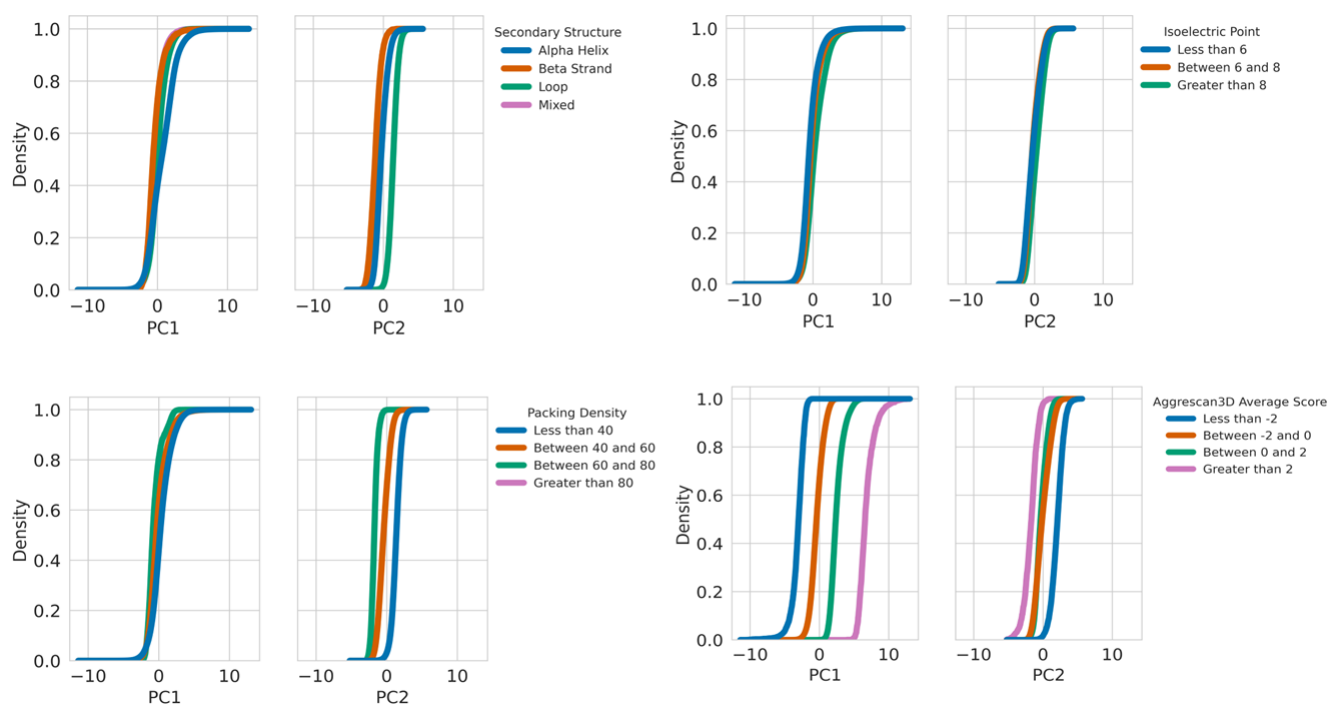 1.0
0.8
0.6
0.4
0.2
0.0
Density
−10 0 10
PC1
−10 0 10
PC2
Secondary Structure
Alpha Helix
Beta Strand
Loop
Mixed
1.0
0.8
0.6
0.4
0.2
0.0
Density
−10 0 10
PC1
−10 0 10
PC2
Isoelectric Point
Less than 6
Between 6 and 8
Greater than 8
1.0
0.8
0.6
0.4
0.2
0.0
Density
−10 0 10
PC1
−10 0 10
PC2
Packing Density
Less than 40
Between 40 and 60
Between 60 and 80
Greater than 80
1.0
0.8
0.6
0.4
0.2
0.0
Density
−10 0 10
PC1
−10 0 10
PC2
Aggrescan3D Average Score
Less than -2
Between -2 and 0
Between 0 and 2
Greater than 2